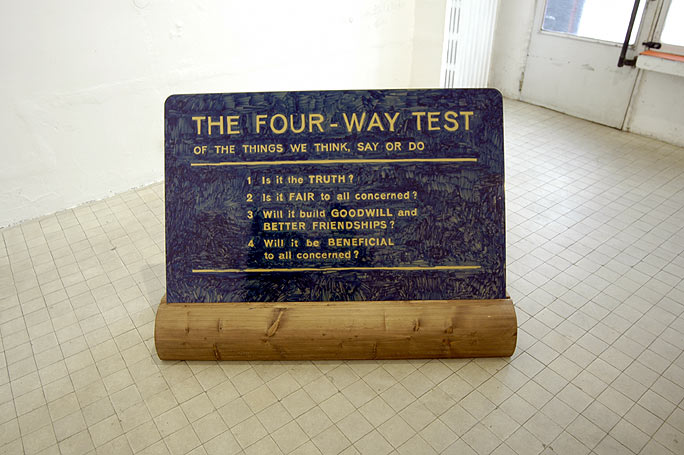 THE FOUR-WAY TEST
OF THE THINGS WE THINK, SAY OR DO
1 Is it the TRUTH?
2 Is it FAIR to all concerned?
3 Will it build GOODWILL and
BETTER FRIENDSHIPS?
4 Will it be BENEFICIAL
to all concerned?